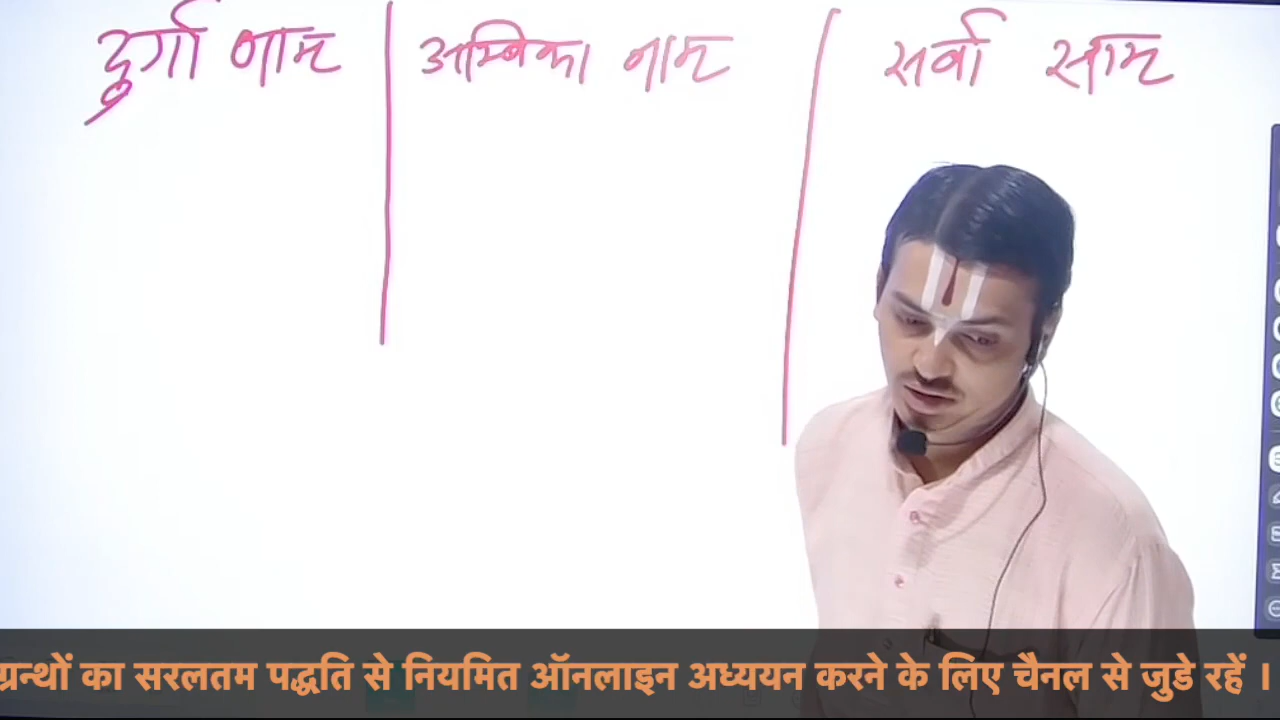 दुर्गा नाम अम्बिका नाम सर्वा साम
ग्रन्थों का सरलतम पद्धति से नियमित ऑनलाइन अध्ययन करने के लिए चैनल से जुडे रहें ।